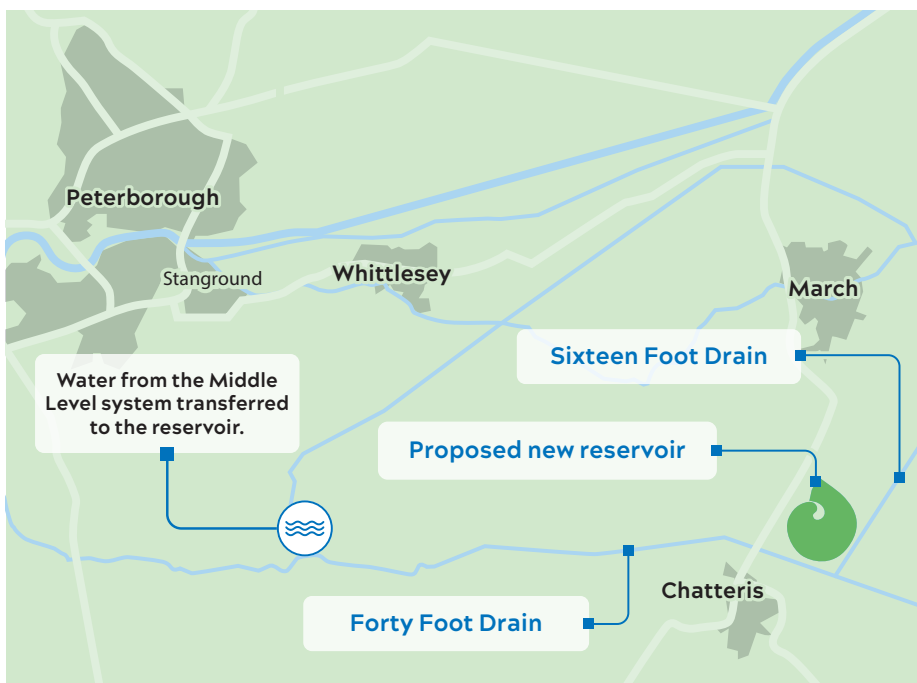 Peterborough
Stanground
Whittlesey
March
Sixteen Foot Drain
Water from the Middle
Level system transferred
to the reservoir.
Proposed new reservoir
Chatteris
Forty Foot Drain